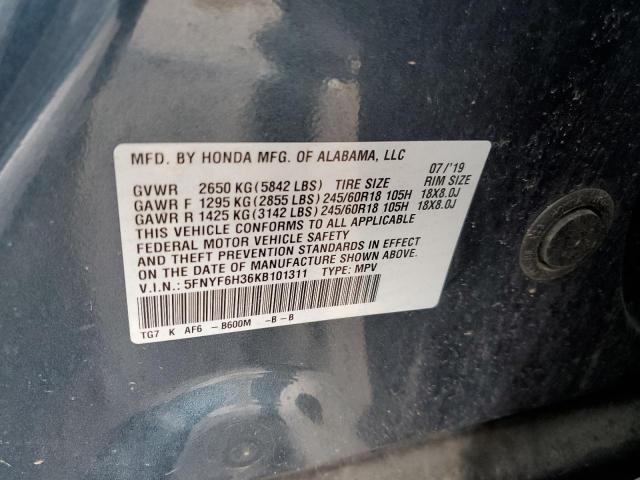 MFD. BY HONDA MFG. OF ALABAMA, LLC 07/'19
GVWR 2650 KG(5842 LBS) TIRE SIZE RIM SIZE
GAWR F 1295 KG(2855 LBS)245/60R18 105H 18X8.0J
GAWR R 1425 KG(3142 LBS)245/60R18 105H 18X8.0J
THIS VEHICLE CONFORMS TO ALL APPLICABLE
FEDERAL MOTOR VEHICLE SAFETY
AND THEFT PREVENTION STANDARDS IN EFFECT
ON THE DATE OF MANUFACTURE SHOWN ABOVE.
V.I.N.: 5FNYF6H36KB101311 TYPE: MPV
TG7 K AF6 -B600M -B -B